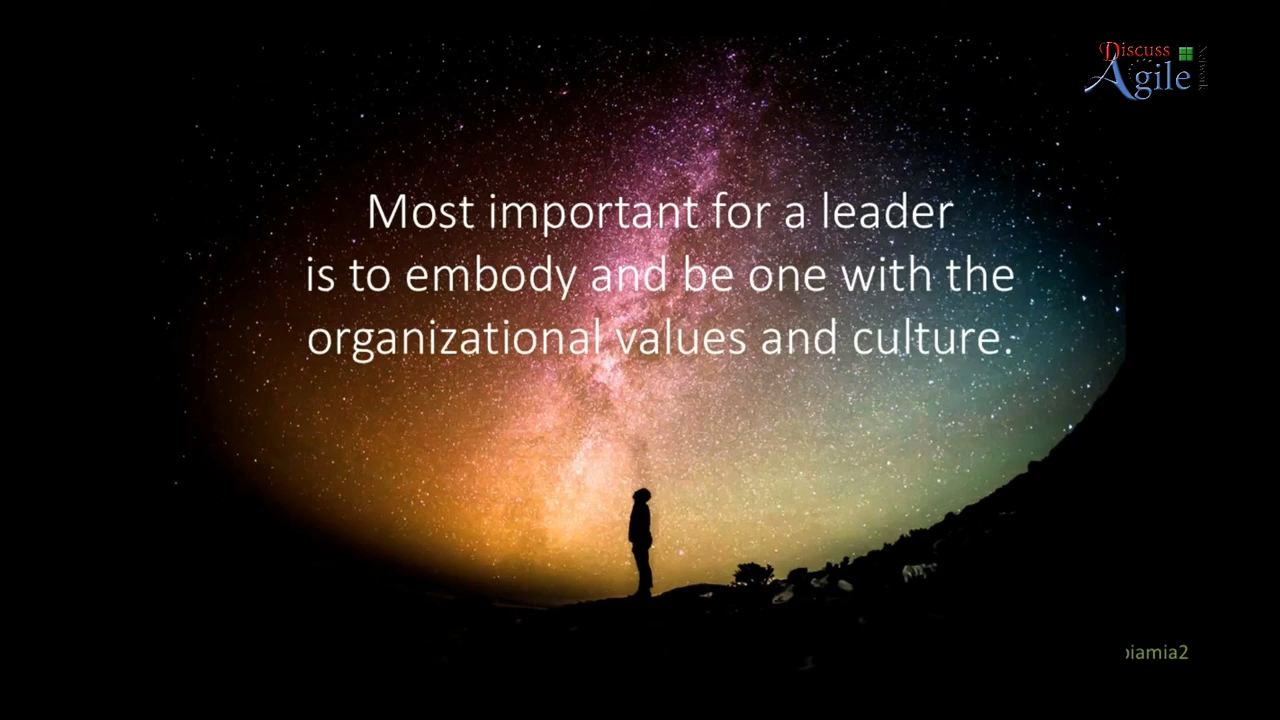 Discuss
Agile
Most important for a leader
is to embody and be one with the
organizational values and culture.